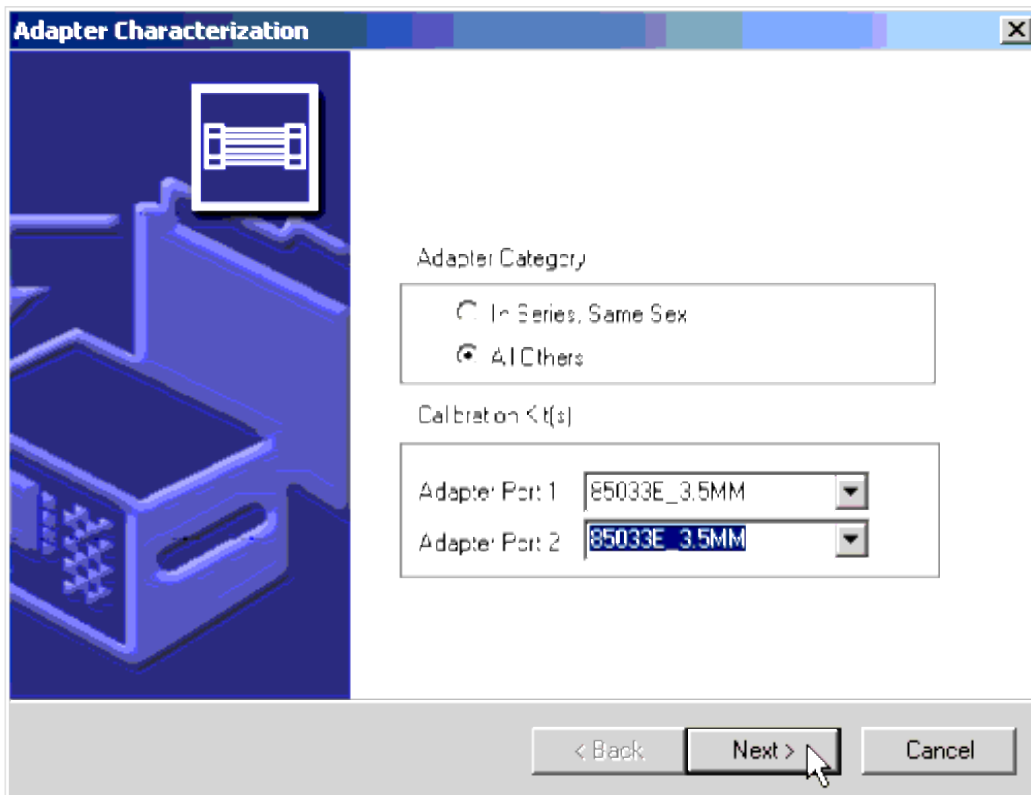 Adapter Characterization
Adapter Category
In Series, Same Sex
All Others
Calibration Kit(s)
Adapter Port 1 85033E_3.5MM
Adapter Port 2 85033E_3.5MM
< Back Next > Cancel